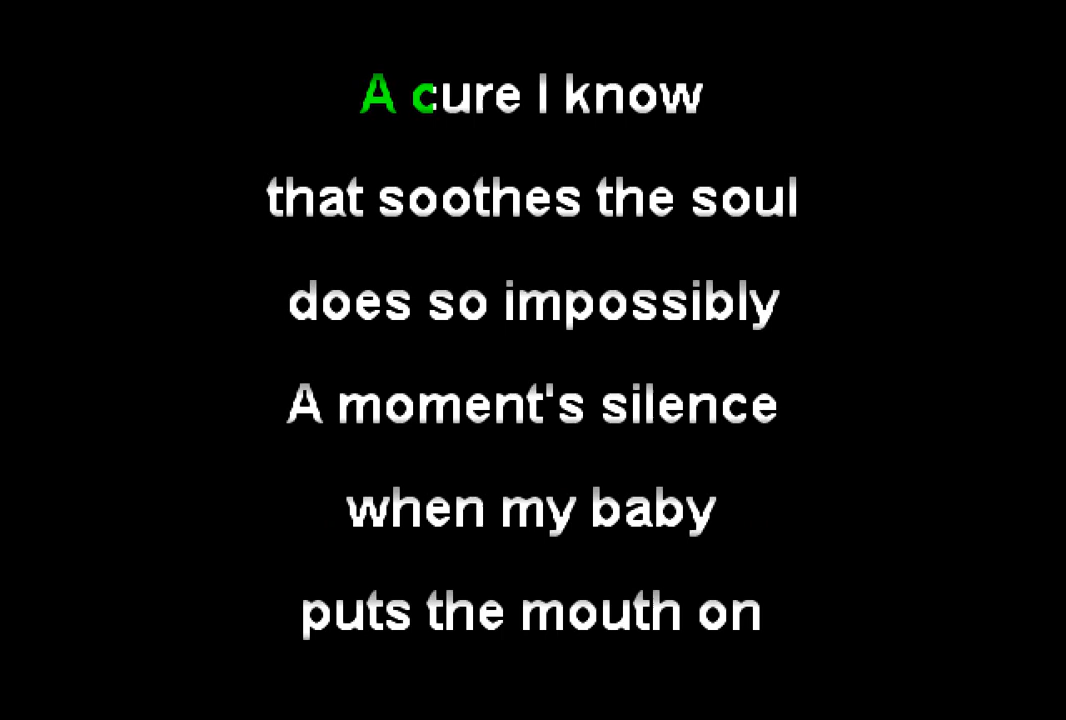 A cure I know
that soothes the soul
does so impossibly
A moment's silence
when my baby
puts the mouth on